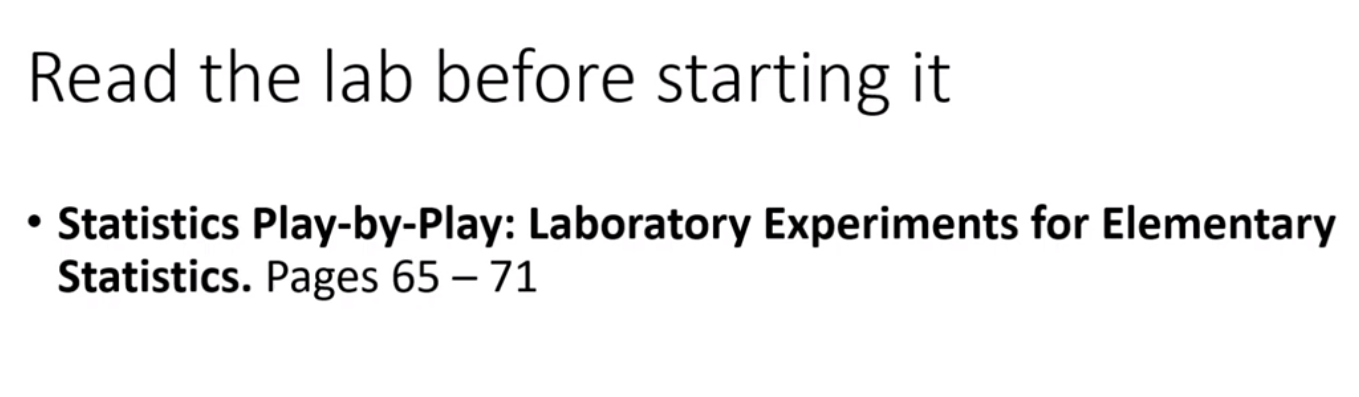 Read the lab before starting it
• Statistics Play-by-Play: Laboratory Experiments for Elementary
Statistics. Pages 65 – 71